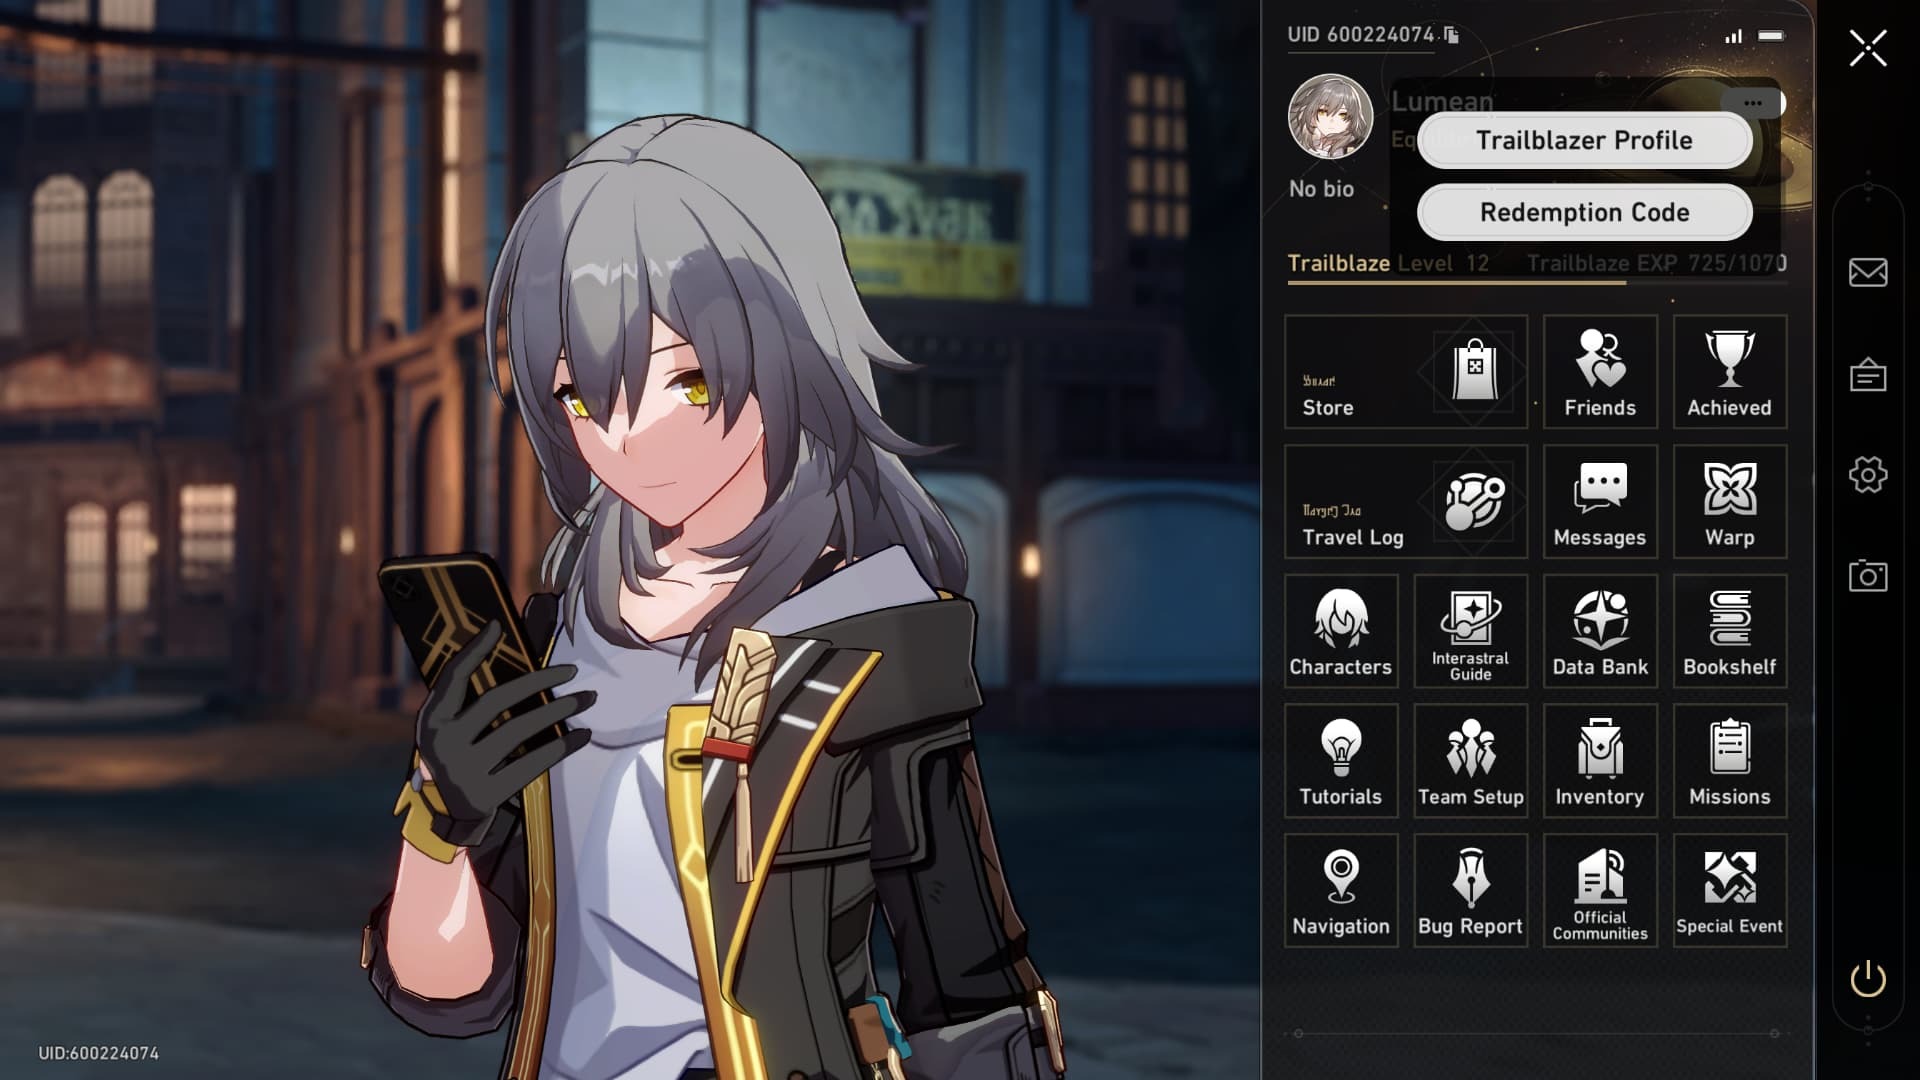 UID 600224074
Lumean
Trailblazer Profile
No bio
Redemption Code
Trailblaze Level 12 Trailblaze EXP 725/1070
Store
Friends
Achieved
Travel Log
Messages
Warp
Characters
Interastral
Guide
Data Bank
Bookshelf
Tutorials
Team Setup
Inventory
Missions
Navigation
Bug Report
Official
Communities
Special Event
UID:600224074